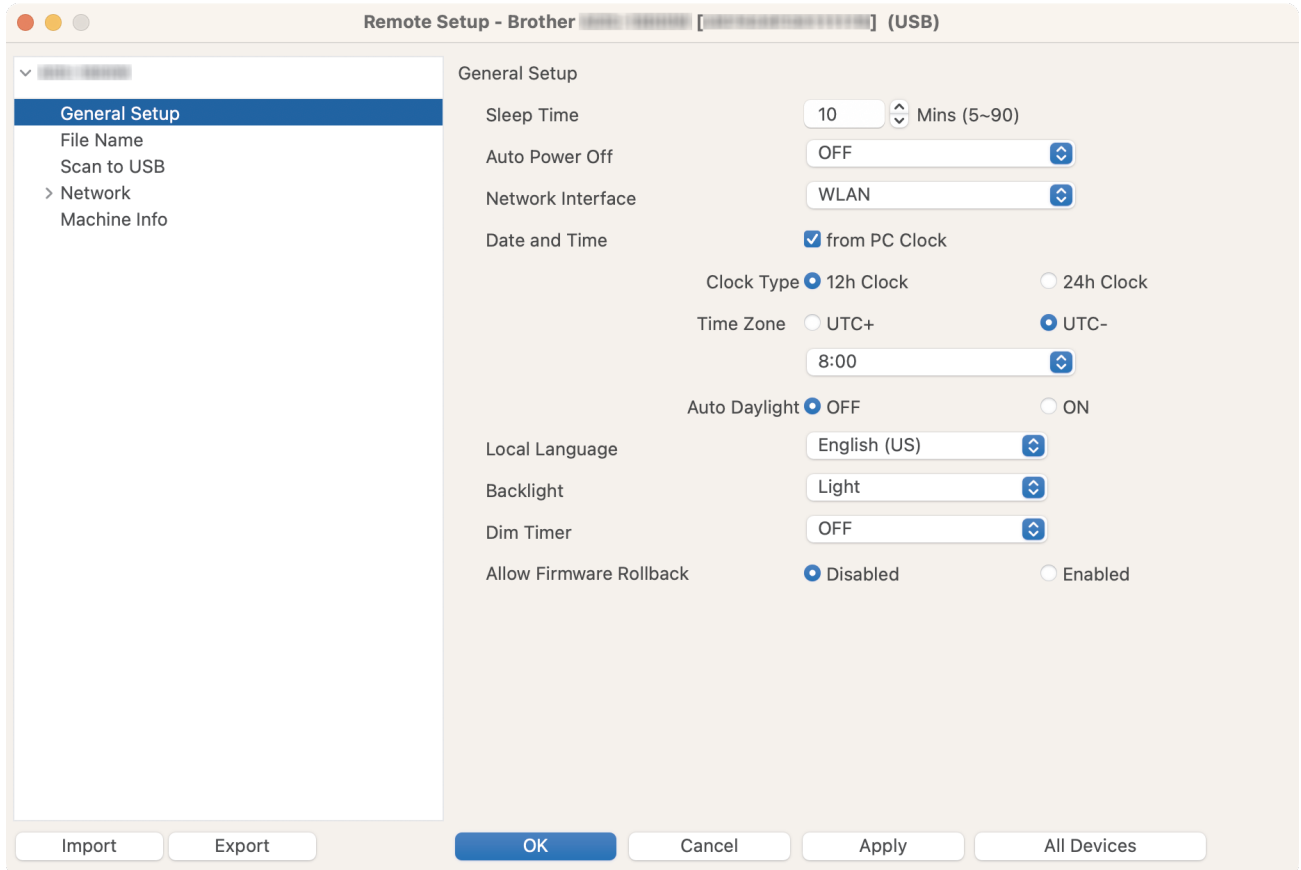 Remote Setup - Brother [ ] (USB)
General Setup
File Name
Scan to USB
Network
Machine Info
General Setup
Sleep Time 10 Mins (5~90)
Auto Power Off OFF
Network Interface WLAN
Date and Time from PC Clock
Clock Type 12h Clock 24h Clock
Time Zone UTC+ UTC-
8:00
Auto Daylight OFF ON
Local Language English (US)
Backlight Light
Dim Timer OFF
Allow Firmware Rollback Disabled Enabled
Import Export OK Cancel Apply All Devices